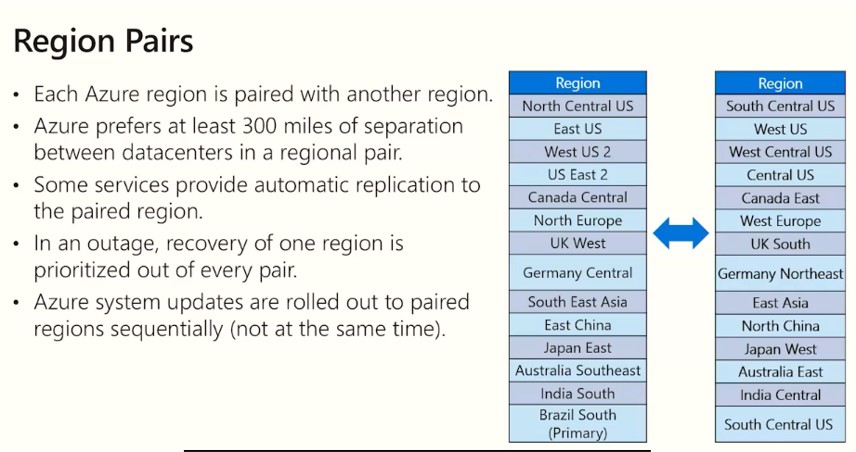 Region Pairs
• Each Azure region is paired with another region.
• Azure prefers at least 300 miles of separation
between datacenters in a regional pair.
• Some services provide automatic replication to
the paired region.
• In an outage, recovery of one region is
prioritized out of every pair.
• Azure system updates are rolled out to paired
regions sequentially (not at the same time).
Region
North Central US
East US
West US 2
US East 2
Canada Central
North Europe
UK West
Germany Central
South East Asia
East China
Japan East
Australia Southeast
India South
Brazil South
(Primary)
Region
South Central US
West US
West Central US
Central US
Canada East
West Europe
UK South
Germany Northeast
East Asia
North China
Japan West
Australia East
India Central
South Central US